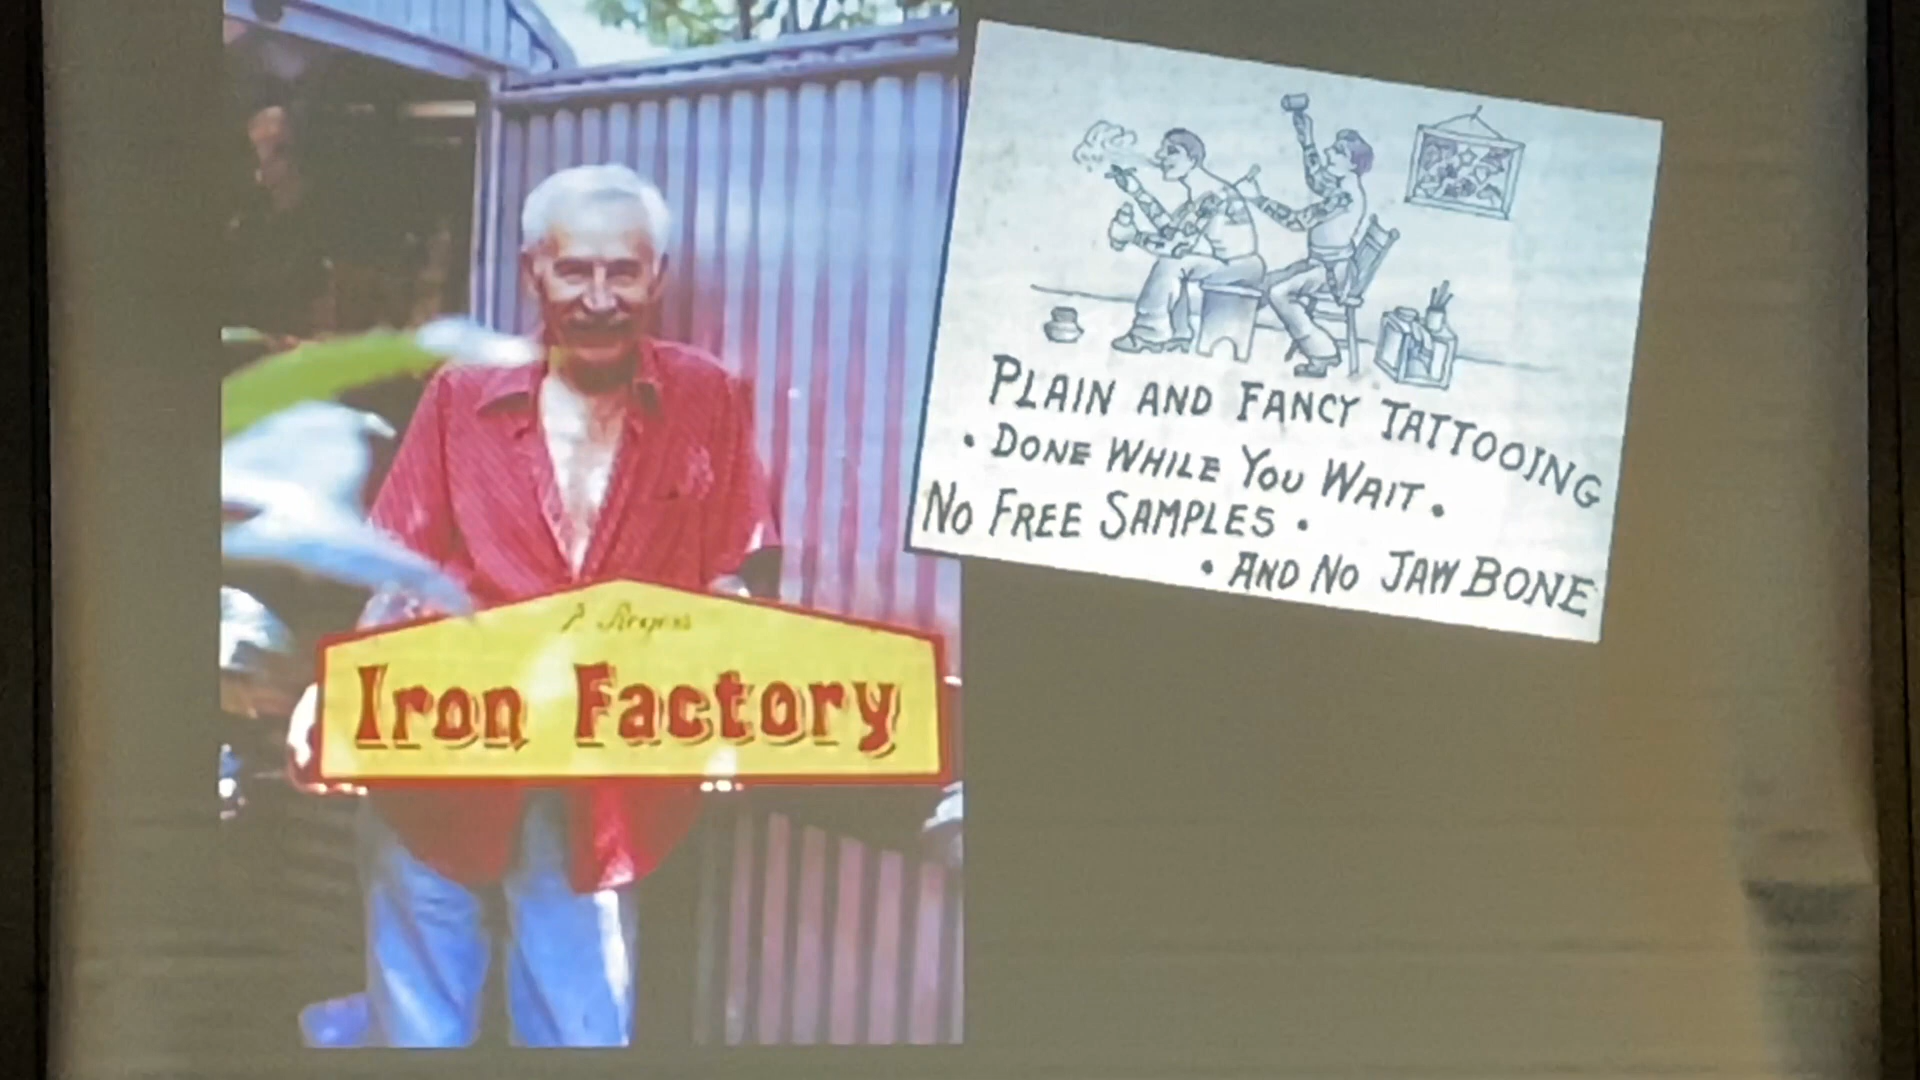 Iron Factory
PLAIN AND FANCY TATTOOING
• DONE WHILE YOU WAIT •
NO FREE SAMPLES •
• AND NO JAW BONE